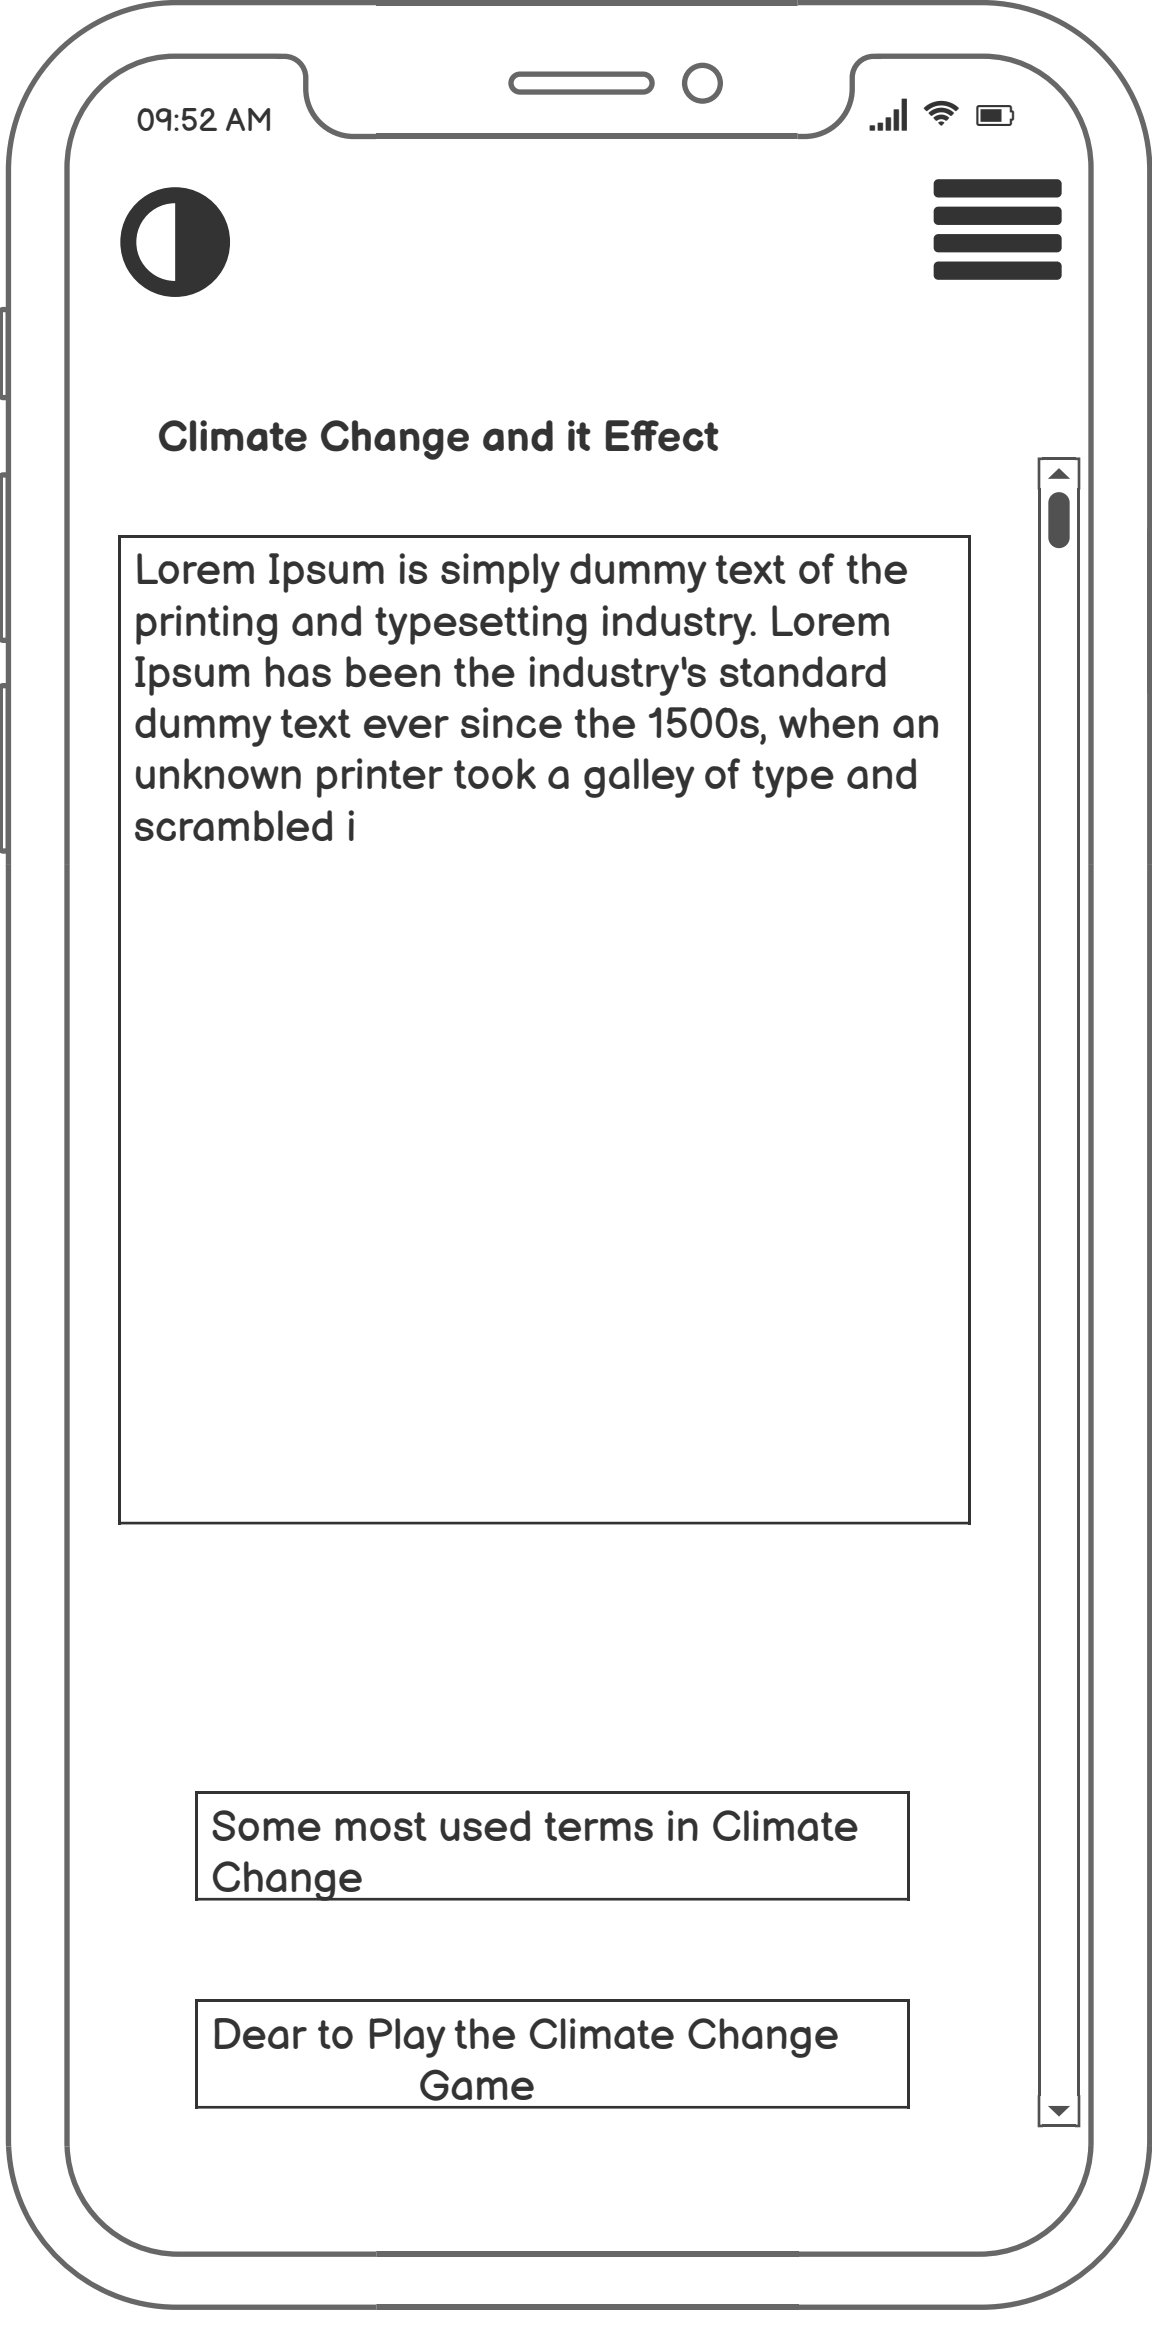 09:52 AM
Climate Change and it Effect
Lorem Ipsum is simply dummy text of the
printing and typesetting industry. Lorem
Ipsum has been the industry's standard
dummy text ever since the 1500s, when an
unknown printer took a galley of type and
scrambled i
Some most used terms in Climate
Change
Dear to Play the Climate Change
Game